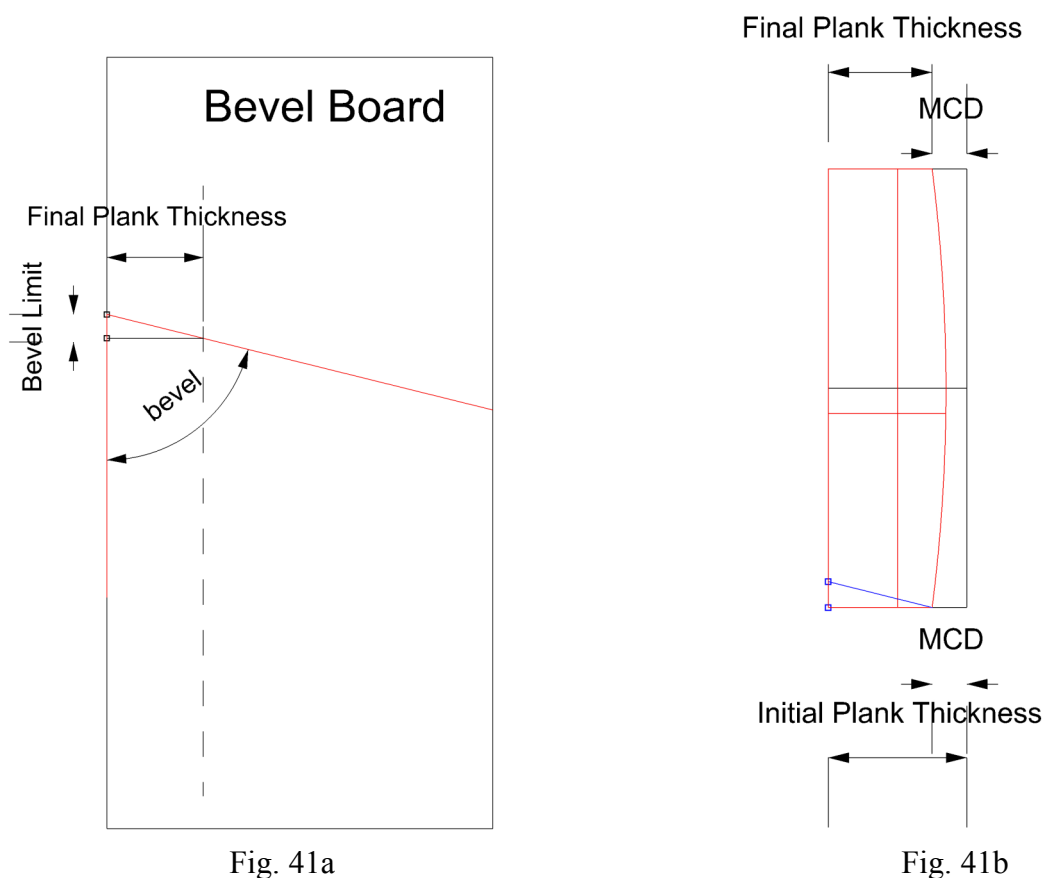 Bevel Board
Final Plank Thickness
Bevel Limit
bevel
Fig. 41a
Final Plank Thickness
MCD
MCD
Initial Plank Thickness
Fig. 41b